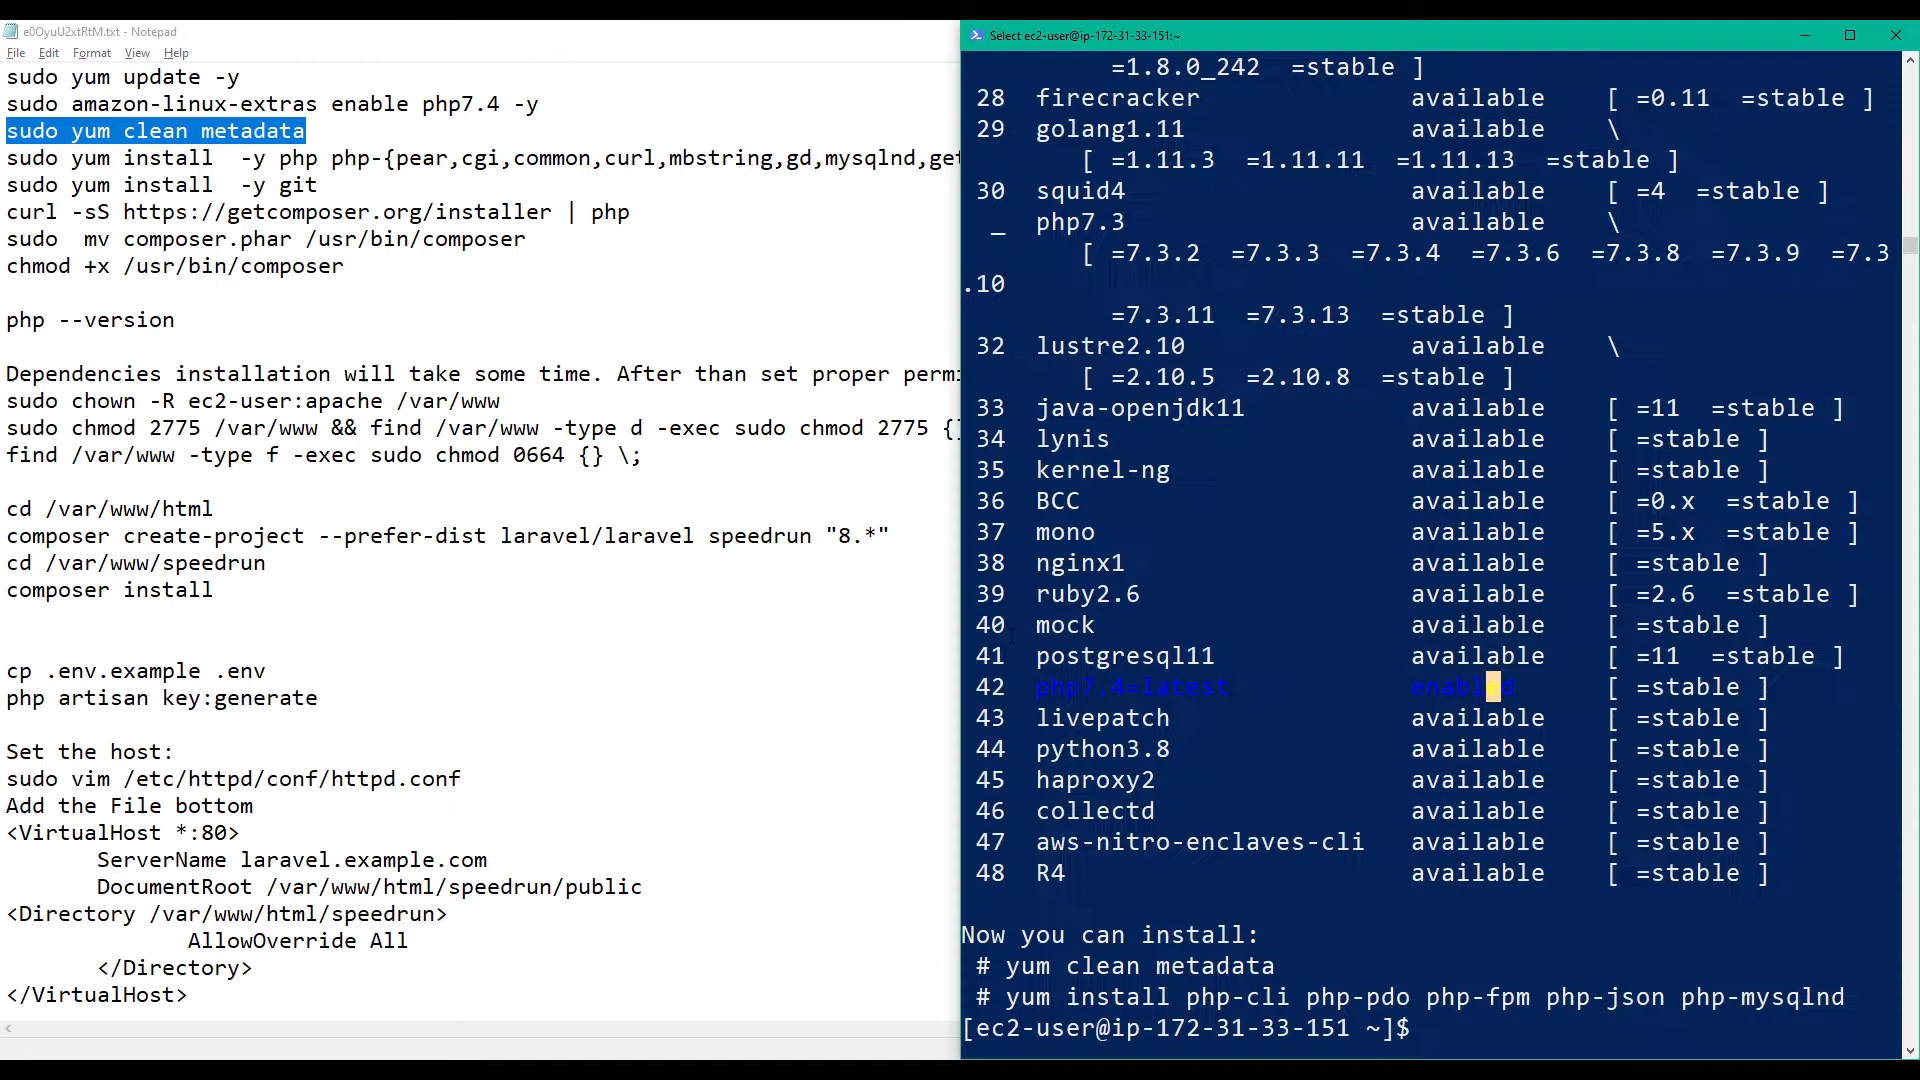 e0OyuU2xtRtM.txt - Notepad
File Edit Format View Help
sudo yum update -y
sudo amazon-linux-extras enable php7.4 -y
sudo yum clean metadata
sudo yum install  -y php php-{pear,cgi,common,curl,mbstring,gd,mysqlnd,get
sudo yum install  -y git
curl -sS https://getcomposer.org/installer | php
sudo  mv composer.phar /usr/bin/composer
chmod +x /usr/bin/composer
php --version
Dependencies installation will take some time. After than set proper permi
sudo chown -R ec2-user:apache /var/www
sudo chmod 2775 /var/www && find /var/www -type d -exec sudo chmod 2775 {}
find /var/www -type f -exec sudo chmod 0664 {} \;
cd /var/www/html
composer create-project --prefer-dist laravel/laravel speedrun "8.*"
cd /var/www/speedrun
composer install
cp .env.example .env
php artisan key:generate
Set the host:
sudo vim /etc/httpd/conf/httpd.conf
Add the File bottom
<VirtualHost *:80>
ServerName laravel.example.com
DocumentRoot /var/www/html/speedrun/public
<Directory /var/www/html/speedrun>
AllowOverride All
</Directory>
</VirtualHost>
Select ec2-user@ip-172-31-33-151:~
=1.8.0_242  =stable ]
28  firecracker  available  [ =0.11  =stable ]
29  golang1.11  available  \
[ =1.11.3  =1.11.11  =1.11.13  =stable ]
30  squid4  available  [ =4  =stable ]
_  php7.3  available  \
[ =7.3.2  =7.3.3  =7.3.4  =7.3.6  =7.3.8  =7.3.9  =7.3
.10
=7.3.11  =7.3.13  =stable ]
32  lustre2.10  available  \
[ =2.10.5  =2.10.8  =stable ]
33  java-openjdk11  available  [ =11  =stable ]
34  lynis  available  [ =stable ]
35  kernel-ng  available  [ =stable ]
36  BCC  available  [ =0.x  =stable ]
37  mono  available  [ =5.x  =stable ]
38  nginx1  available  [ =stable ]
39  ruby2.6  available  [ =2.6  =stable ]
40  mock  available  [ =stable ]
41  postgresql11  available  [ =11  =stable ]
42  php7.4=latest  enabled  [ =stable ]
43  livepatch  available  [ =stable ]
44  python3.8  available  [ =stable ]
45  haproxy2  available  [ =stable ]
46  collectd  available  [ =stable ]
47  aws-nitro-enclaves-cli  available  [ =stable ]
48  R4  available  [ =stable ]
Now you can install:
# yum clean metadata
# yum install php-cli php-pdo php-fpm php-json php-mysqlnd
[ec2-user@ip-172-31-33-151 ~]$